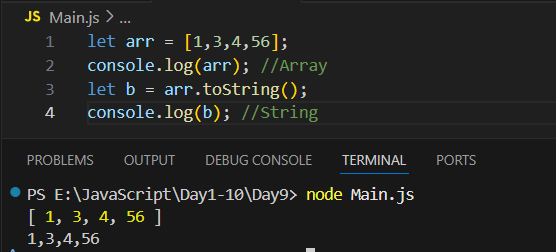 JS Main.js > ...
1 let arr = [1,3,4,56];
2 console.log(arr); //Array
3 let b = arr.toString();
4 console.log(b); //String
PROBLEMS OUTPUT DEBUG CONSOLE TERMINAL PORTS
PS E:\JavaScript\Day1-10\Day9> node Main.js
[ 1, 3, 4, 56 ]
1,3,4,56